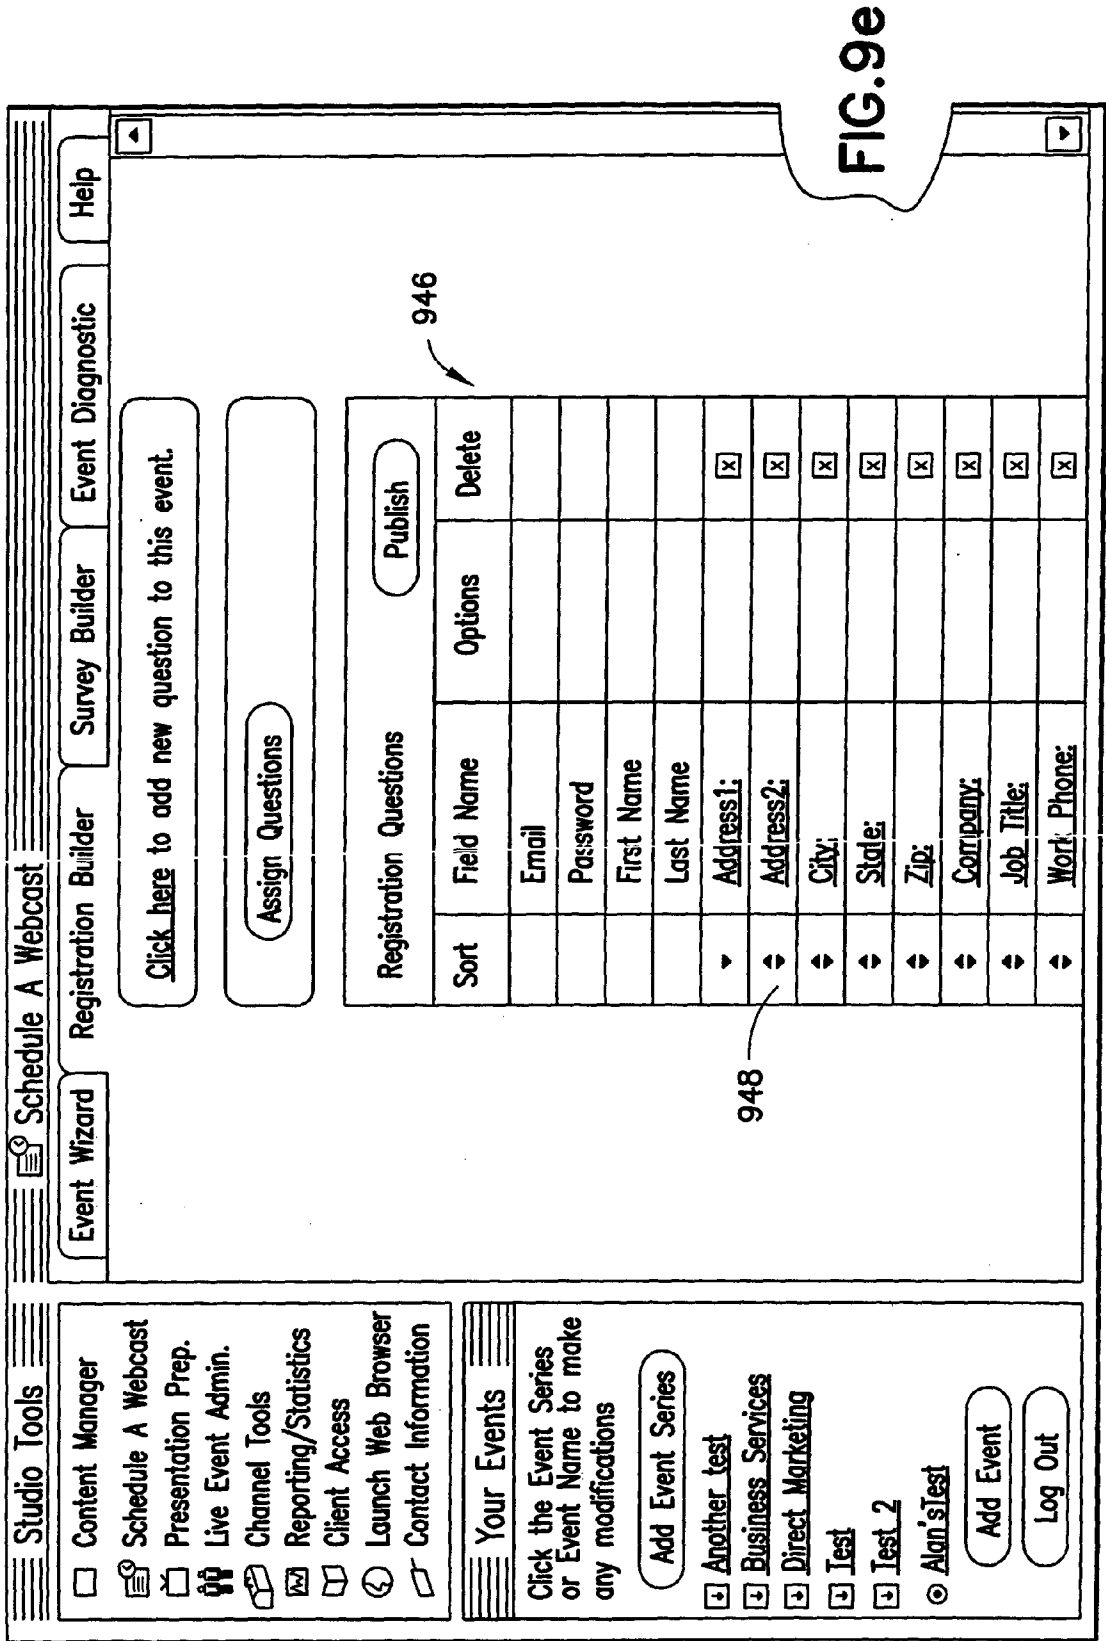 Studio Tools
Content Manager
Schedule A Webcast
Presentation Prep.
Live Event Admin.
Channel Tools
Reporting/Statistics
Client Access
Launch Web Browser
Contact Information
Your Events
Click the Event Series
or Event Name to make
any modifications
Add Event Series
Another test
Business Services
Direct Marketing
Test
Test 2
Alan'sTest
Add Event
Log Out
Schedule A Webcast
Event Wizard Registration Builder Survey Builder Event Diagnostic Help
Click here to add new question to this event.
Assign Questions
Registration Questions Publish
Sort Field Name Options Delete
Email
Password
First Name
Last Name
Address1: X
Address2: X
City: X
State: X
Zip: X
Company: X
Job Title: X
Work Phone: X
946
948
FIG.9e